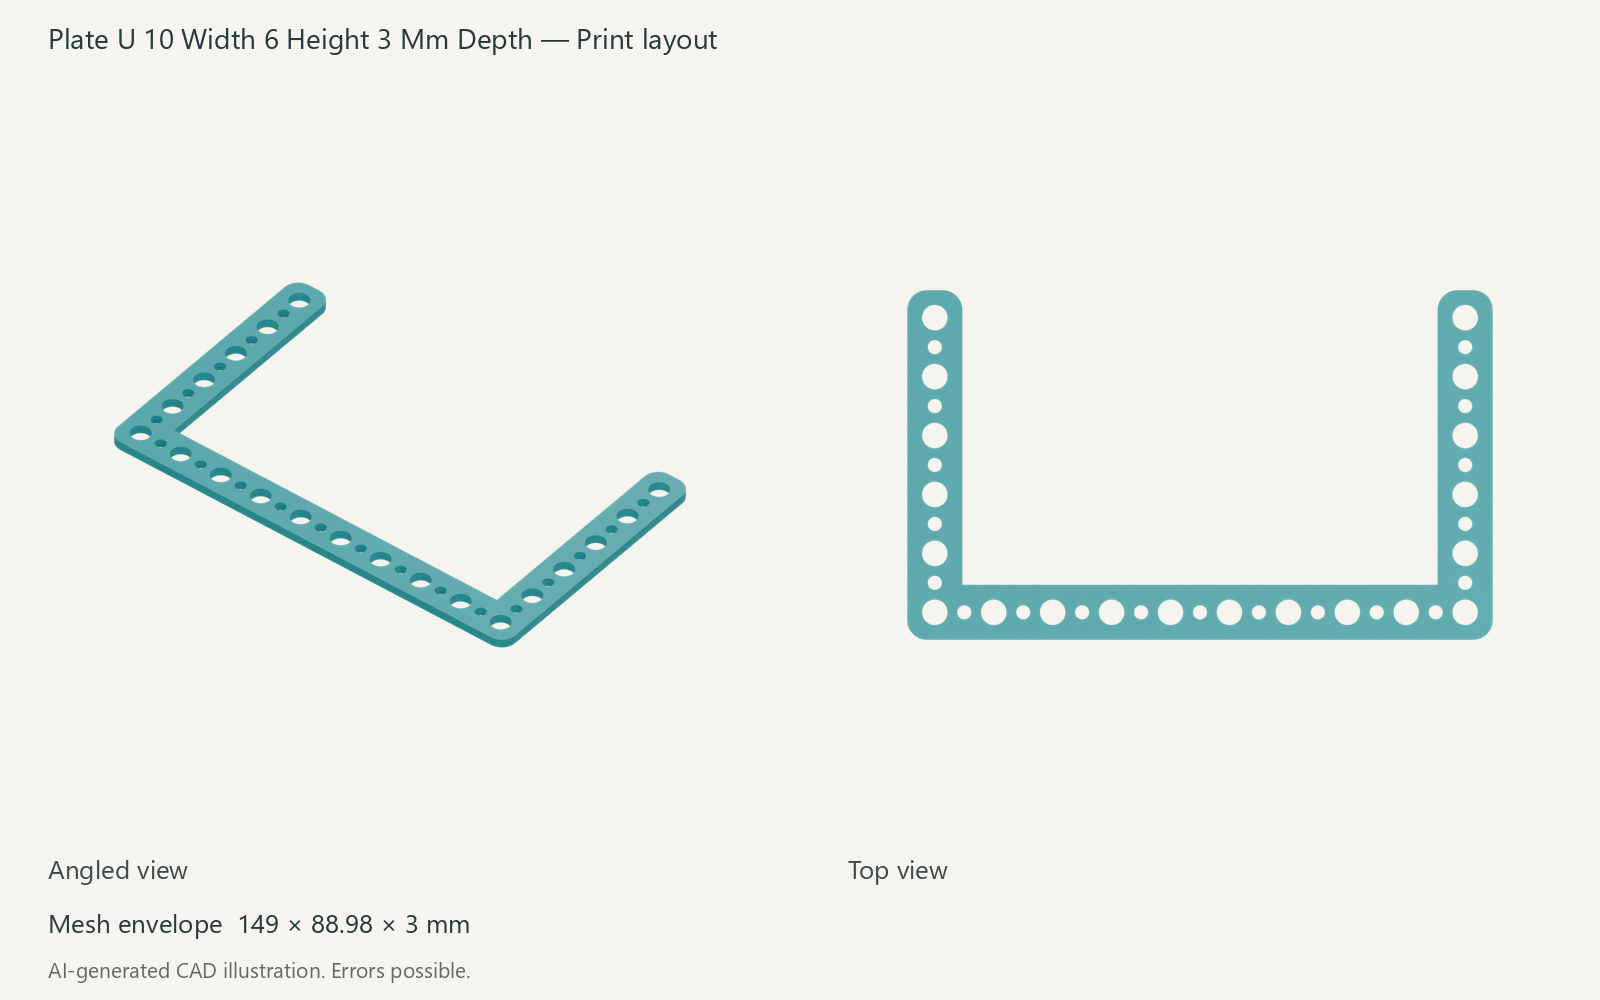 Plate U 10 Width 6 Height 3 Mm Depth — Print layout
Angled view
Top view
Mesh envelope 149 × 88.98 × 3 mm
AI-generated CAD illustration. Errors possible.